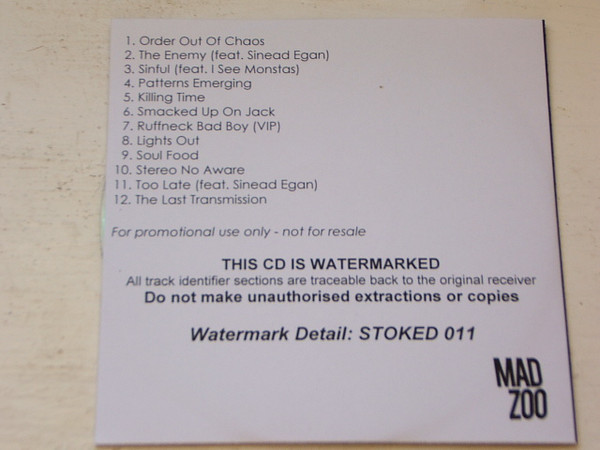 1. Order Out Of Chaos
2. The Enemy (feat. Sinead Egan)
3. Sinful (feat. I See Monstas)
4. Patterns Emerging
5. Killing Time
6. Smacked Up On Jack
7. Ruffneck Bad Boy (VIP)
8. Lights Out
9. Soul Food
10. Stereo No Aware
11. Too Late (feat. Sinead Egan)
12. The Last Transmission
For promotional use only - not for resale
THIS CD IS WATERMARKED
All track identifier sections are traceable back to the original receiver
Do not make unauthorised extractions or copies
Watermark Detail: STOKED 011
MAD
ZOO